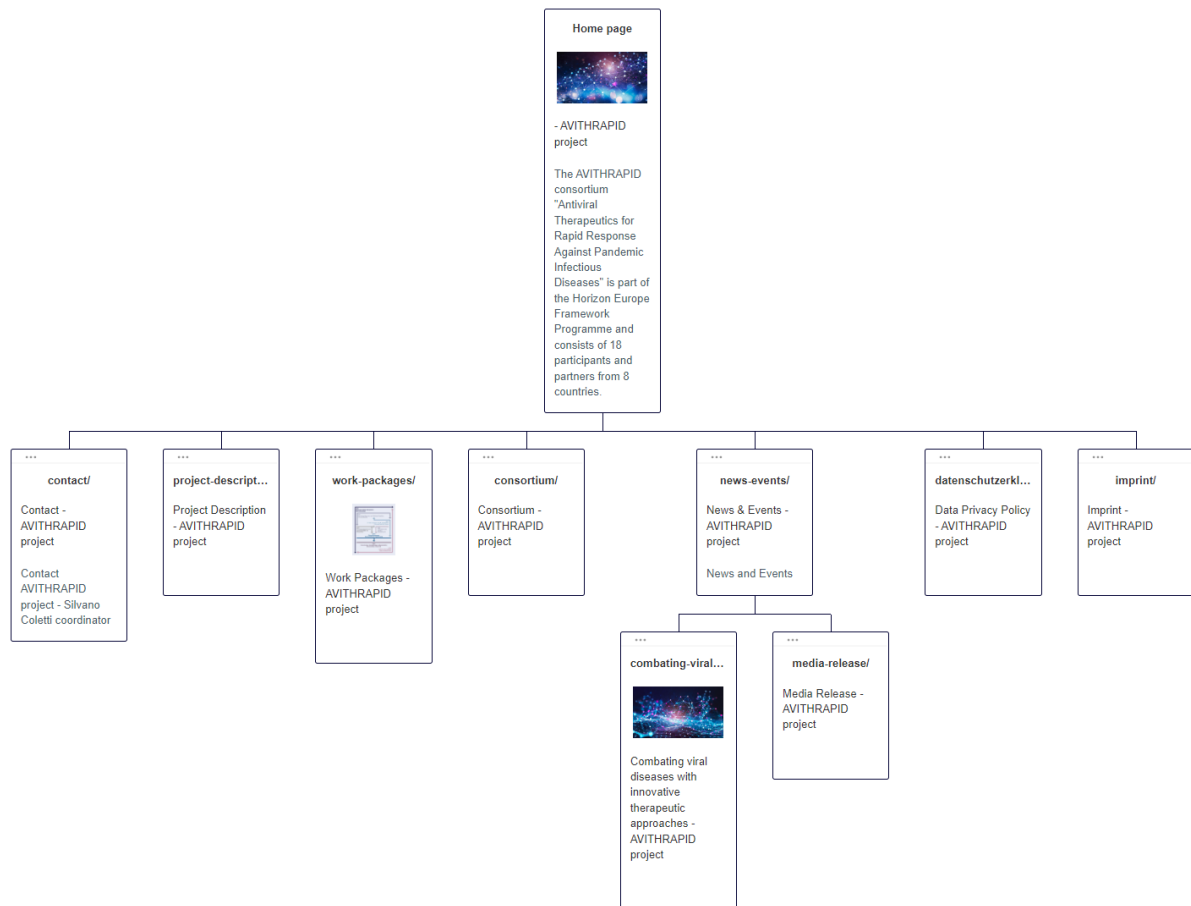 Home page
- AVITHRAPID
project
The AVITHRAPID
consortium
"Antiviral
Therapeutics for
Rapid Response
Against Pandemic
Infectious
Diseases" is part of
the Horizon Europe
Framework
Programme and
consists of 18
participants and
partners from 8
countries.
contact/
Contact -
AVITHRAPID
project
Contact
AVITHRAPID
project - Silvano
Coletti coordinator
project-descript...
Project Description
- AVITHRAPID
project
work-packages/
Work Packages -
AVITHRAPID
project
consortium/
Consortium -
AVITHRAPID
project
news-events/
News & Events -
AVITHRAPID
project
News and Events
datenschutzerkl...
Data Privacy Policy
- AVITHRAPID
project
imprint/
Imprint -
AVITHRAPID
project
combating-viral...
Combating viral
diseases with
innovative
therapeutic
approaches -
AVITHRAPID
project
media-release/
Media Release -
AVITHRAPID
project